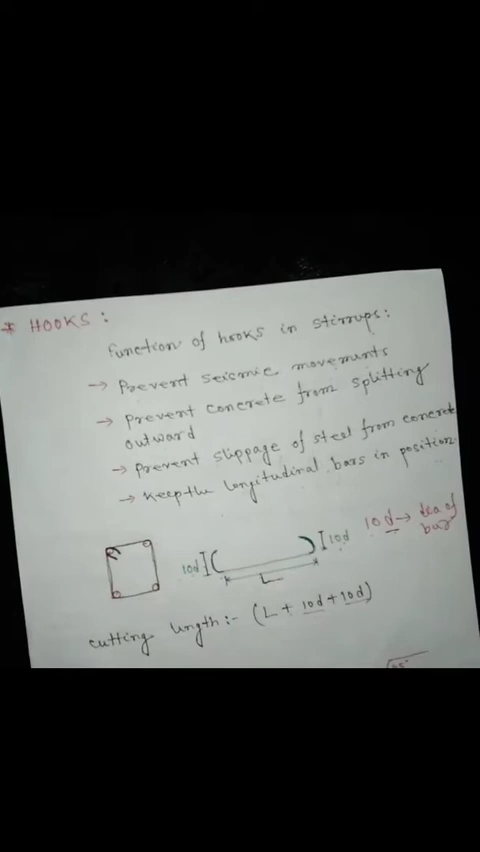 * HOOKS :
function of hooks in stirrups:
→ Prevent seismic movements
→ Prevent concrete from splitting
outward
→ Prevent slippage of steel from concrete
→ Keep the longitudinal bars in position.
10d L 10d 10d → dia of
bar
cutting length:- (L + 10d + 10d)